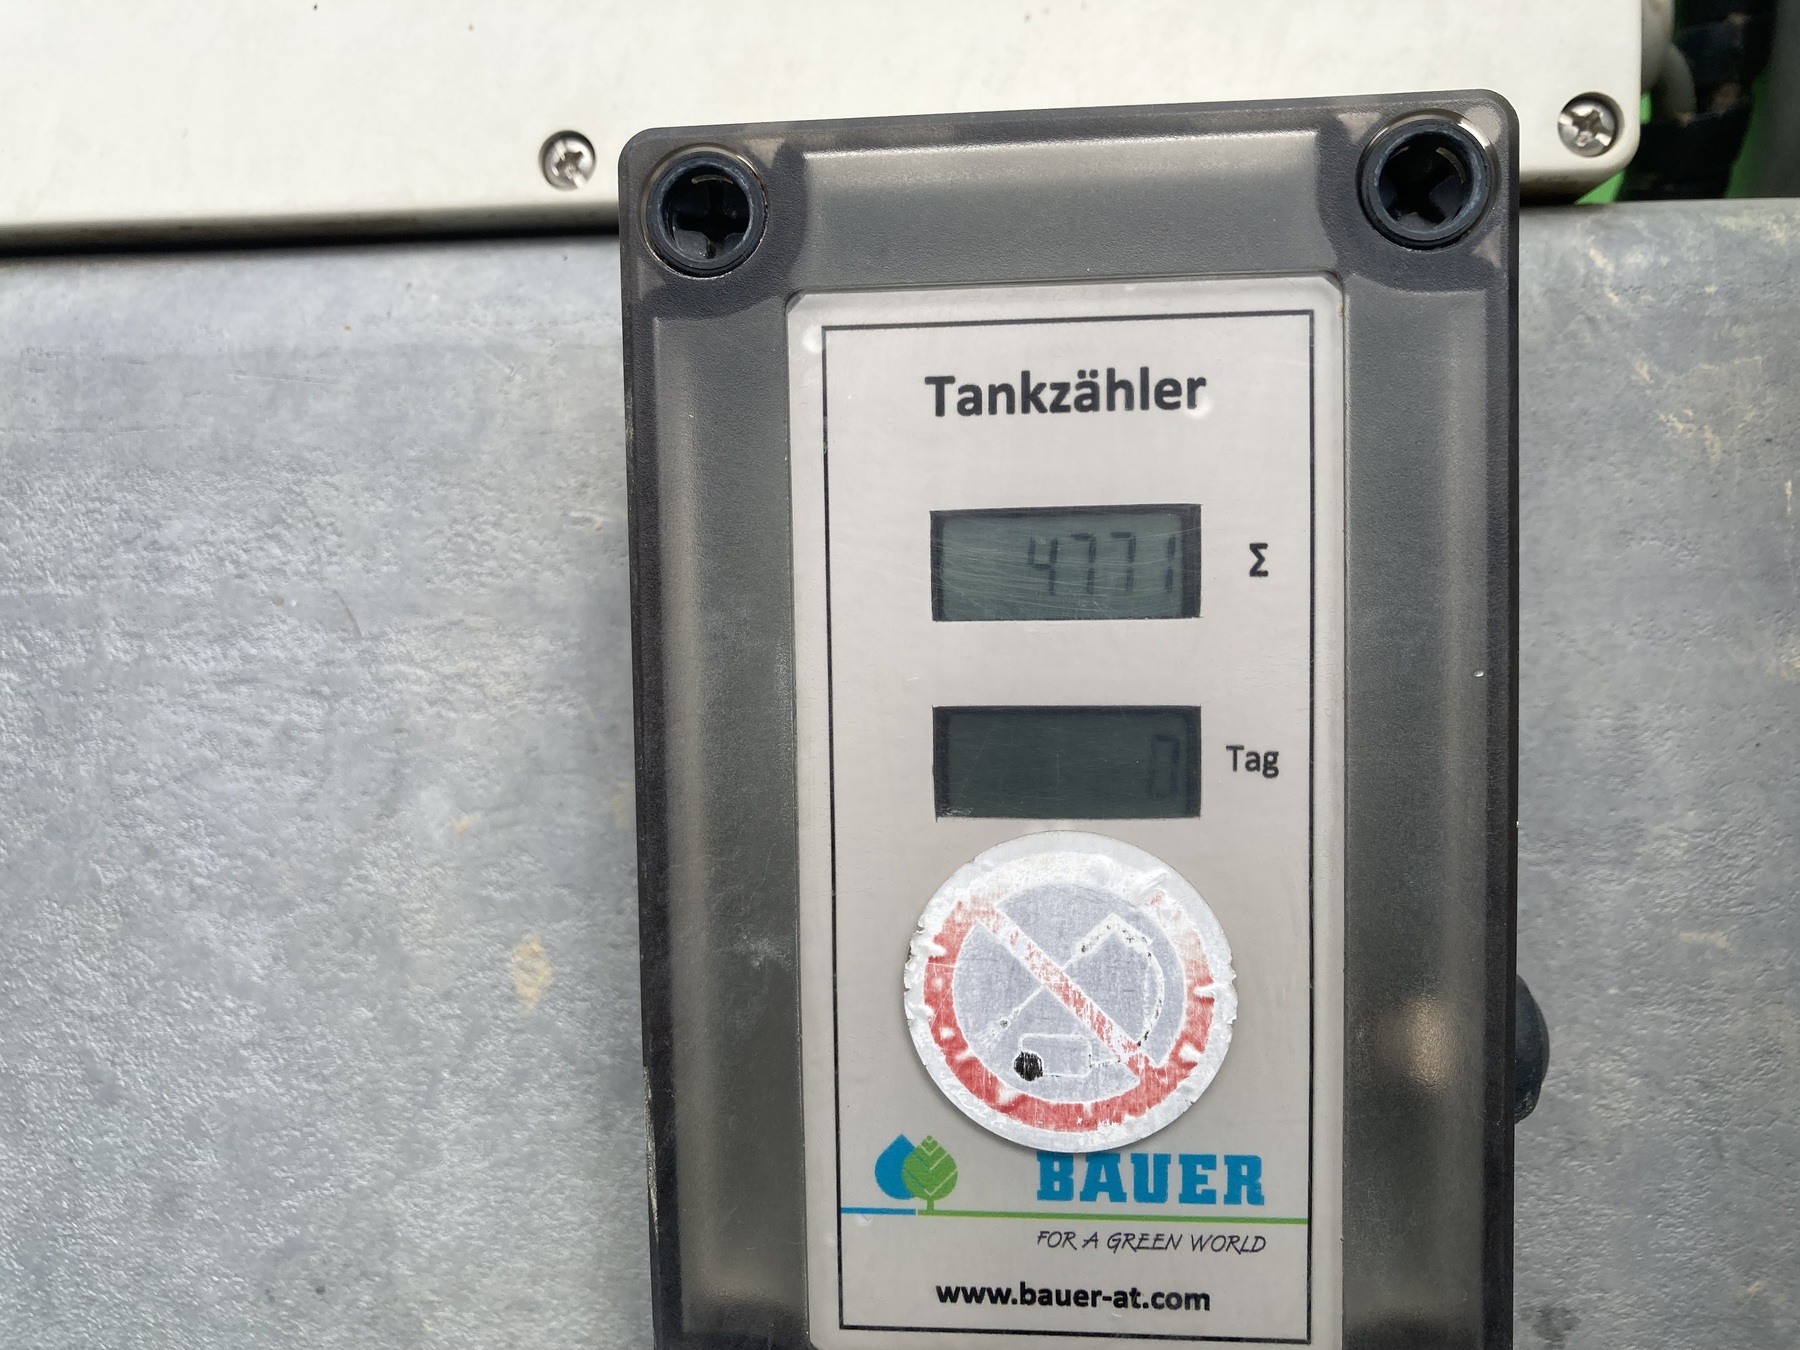 Tankzähler
4771 Σ
0 Tag
BAUER
FOR A GREEN WORLD
www.bauer-at.com